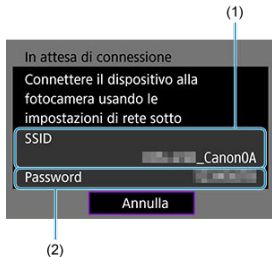 (1)
In attesa di connessione
Connettere il dispositivo alla
fotocamera usando le
impostazioni di rete sotto
SSID
_Canon0A
Password
Annulla
(2)